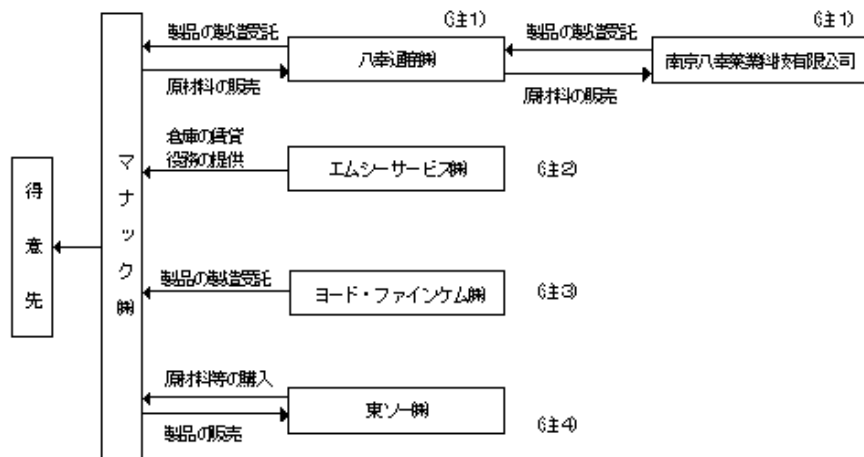 (注1)
(注1)
製品の製造受託
製品の製造受託
八幸通商㈱
南京八幸薬業科技有限公司
原材料の販売
原材料の販売
倉庫の賃貸
役務の提供
エムシーサービス㈱
(注2)
得意先
マナック㈱
製品の製造受託
ヨード・ファインケム㈱
(注3)
原材料等の購入
東ソー㈱
(注4)
製品の販売